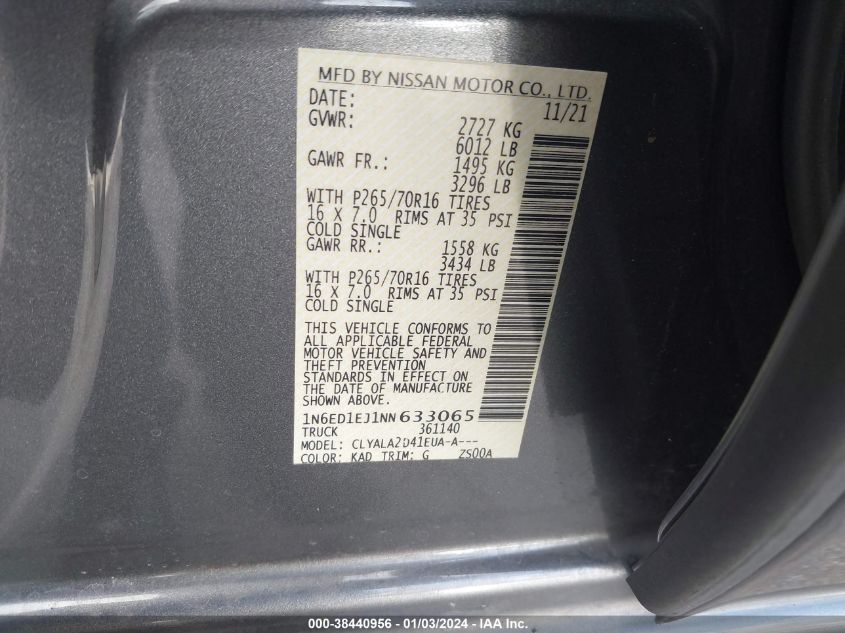 MFD BY NISSAN MOTOR CO., LTD.
DATE: 11/21
GVWR: 2727 KG
6012 LB
GAWR FR.: 1495 KG
3296 LB
WITH P265/70R16 TIRES
16 X 7.0 RIMS AT 35 PSI
COLD SINGLE
GAWR RR.: 1558 KG
3434 LB
WITH P265/70R16 TIRES
16 X 7.0 RIMS AT 35 PSI
COLD SINGLE
THIS VEHICLE CONFORMS TO
ALL APPLICABLE FEDERAL
MOTOR VEHICLE SAFETY AND
THEFT PREVENTION
STANDARDS IN EFFECT ON
THE DATE OF MANUFACTURE
SHOWN ABOVE.
1N6ED1EJ1NN633065
TRUCK 361140
MODEL: CLYALA2D41EUA-A---
COLOR: KAD TRIM: G ZS00A
000-38440956 - 01/03/2024 - IAA Inc.